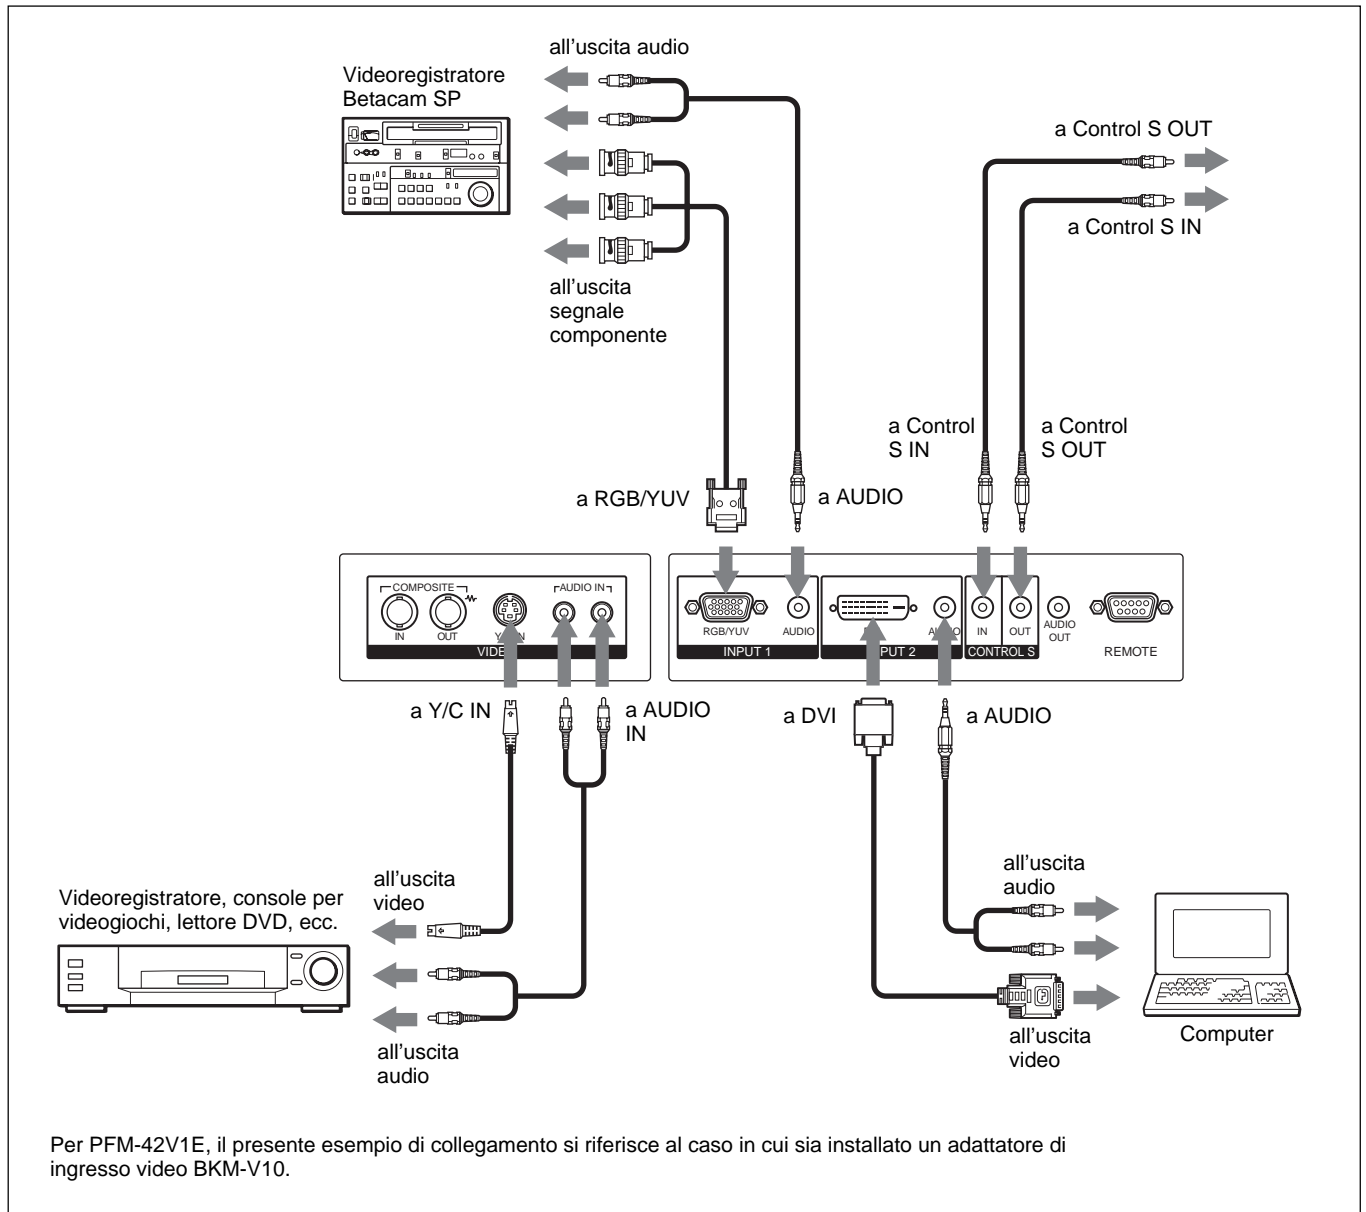 all'uscita audio
Videoregistratore
Betacam SP
all'uscita
segnale
componente
a Control S OUT
a Control S IN
a Control
S IN
a Control
S OUT
a RGB/YUV
a AUDIO
COMPOSITE
AUDIO IN
IN
OUT
RGB/YUV
AUDIO
INPUT 1
IN
OUT
CONTROL S
AUDIO
OUT
REMOTE
a Y/C IN
a AUDIO
IN
a DVI
a AUDIO
Videoregistratore, console per
videogiochi, lettore DVD, ecc.
all'uscita
video
all'uscita
audio
all'uscita
audio
all'uscita
video
Computer
Per PFM-42V1E, il presente esempio di collegamento si riferisce al caso in cui sia installato un adattatore di
ingresso video BKM-V10.